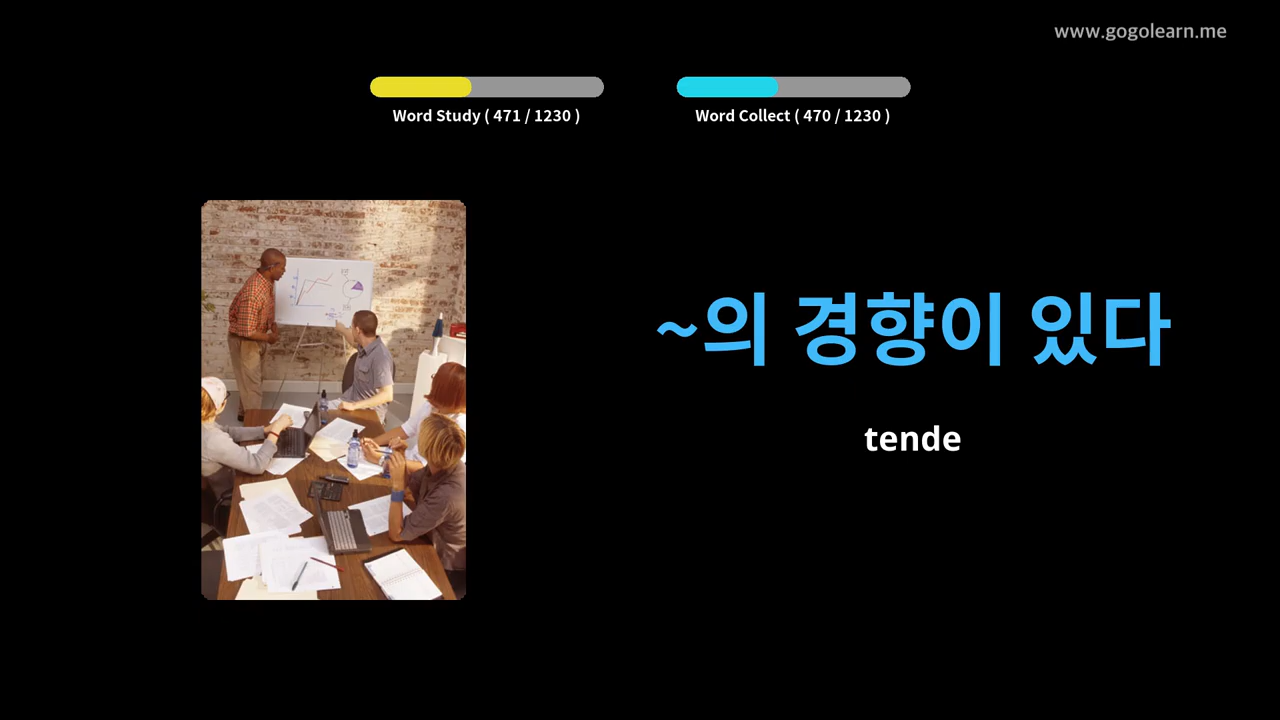 www.gogolearn.me
Word Study ( 471 / 1230 )
Word Collect ( 470 / 1230 )
~의 경향이 있다
tende